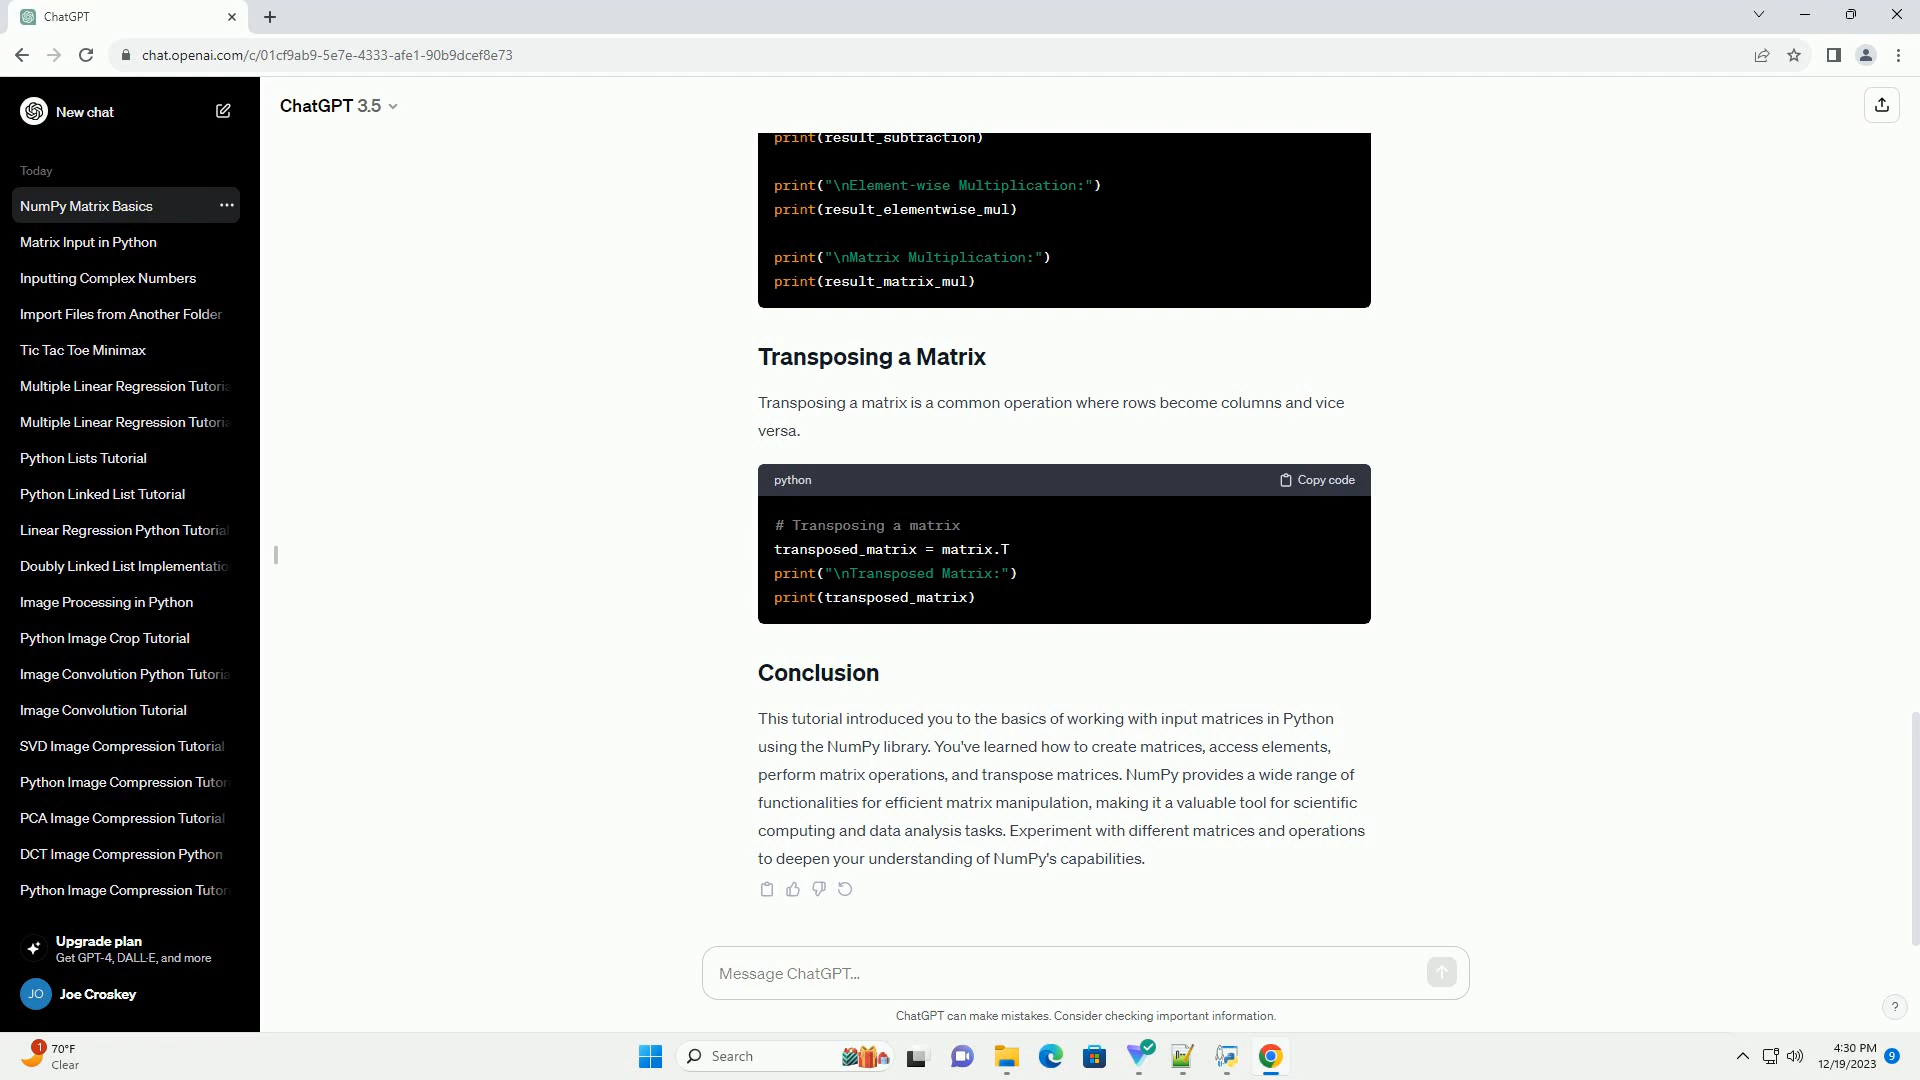 ChatGPT
chat.openai.com/c/01cf9ab9-5e7e-4333-afe1-90b9dcef8e73
New chat
Today
NumPy Matrix Basics
Matrix Input in Python
Inputting Complex Numbers
Import Files from Another Folder
Tic Tac Toe Minimax
Multiple Linear Regression Tutoria
Multiple Linear Regression Tutoria
Python Lists Tutorial
Python Linked List Tutorial
Linear Regression Python Tutorial
Doubly Linked List Implementatio
Image Processing in Python
Python Image Crop Tutorial
Image Convolution Python Tutoria
Image Convolution Tutorial
SVD Image Compression Tutorial
Python Image Compression Tutor
PCA Image Compression Tutorial
DCT Image Compression Python
Python Image Compression Tutor
Upgrade plan
Get GPT-4, DALL·E, and more
JO
Joe Croskey
ChatGPT 3.5
print(result_subtraction)
print("\nElement-wise Multiplication:")
print(result_elementwise_mul)
print("\nMatrix Multiplication:")
print(result_matrix_mul)
Transposing a Matrix
Transposing a matrix is a common operation where rows become columns and vice
versa.
python
Copy code
# Transposing a matrix
transposed_matrix = matrix.T
print("\nTransposed Matrix:")
print(transposed_matrix)
Conclusion
This tutorial introduced you to the basics of working with input matrices in Python
using the NumPy library. You've learned how to create matrices, access elements,
perform matrix operations, and transpose matrices. NumPy provides a wide range of
functionalities for efficient matrix manipulation, making it a valuable tool for scientific
computing and data analysis tasks. Experiment with different matrices and operations
to deepen your understanding of NumPy's capabilities.
Message ChatGPT...
ChatGPT can make mistakes. Consider checking important information.
?
1
70°F
Clear
Search
4:30 PM
12/19/2023
9